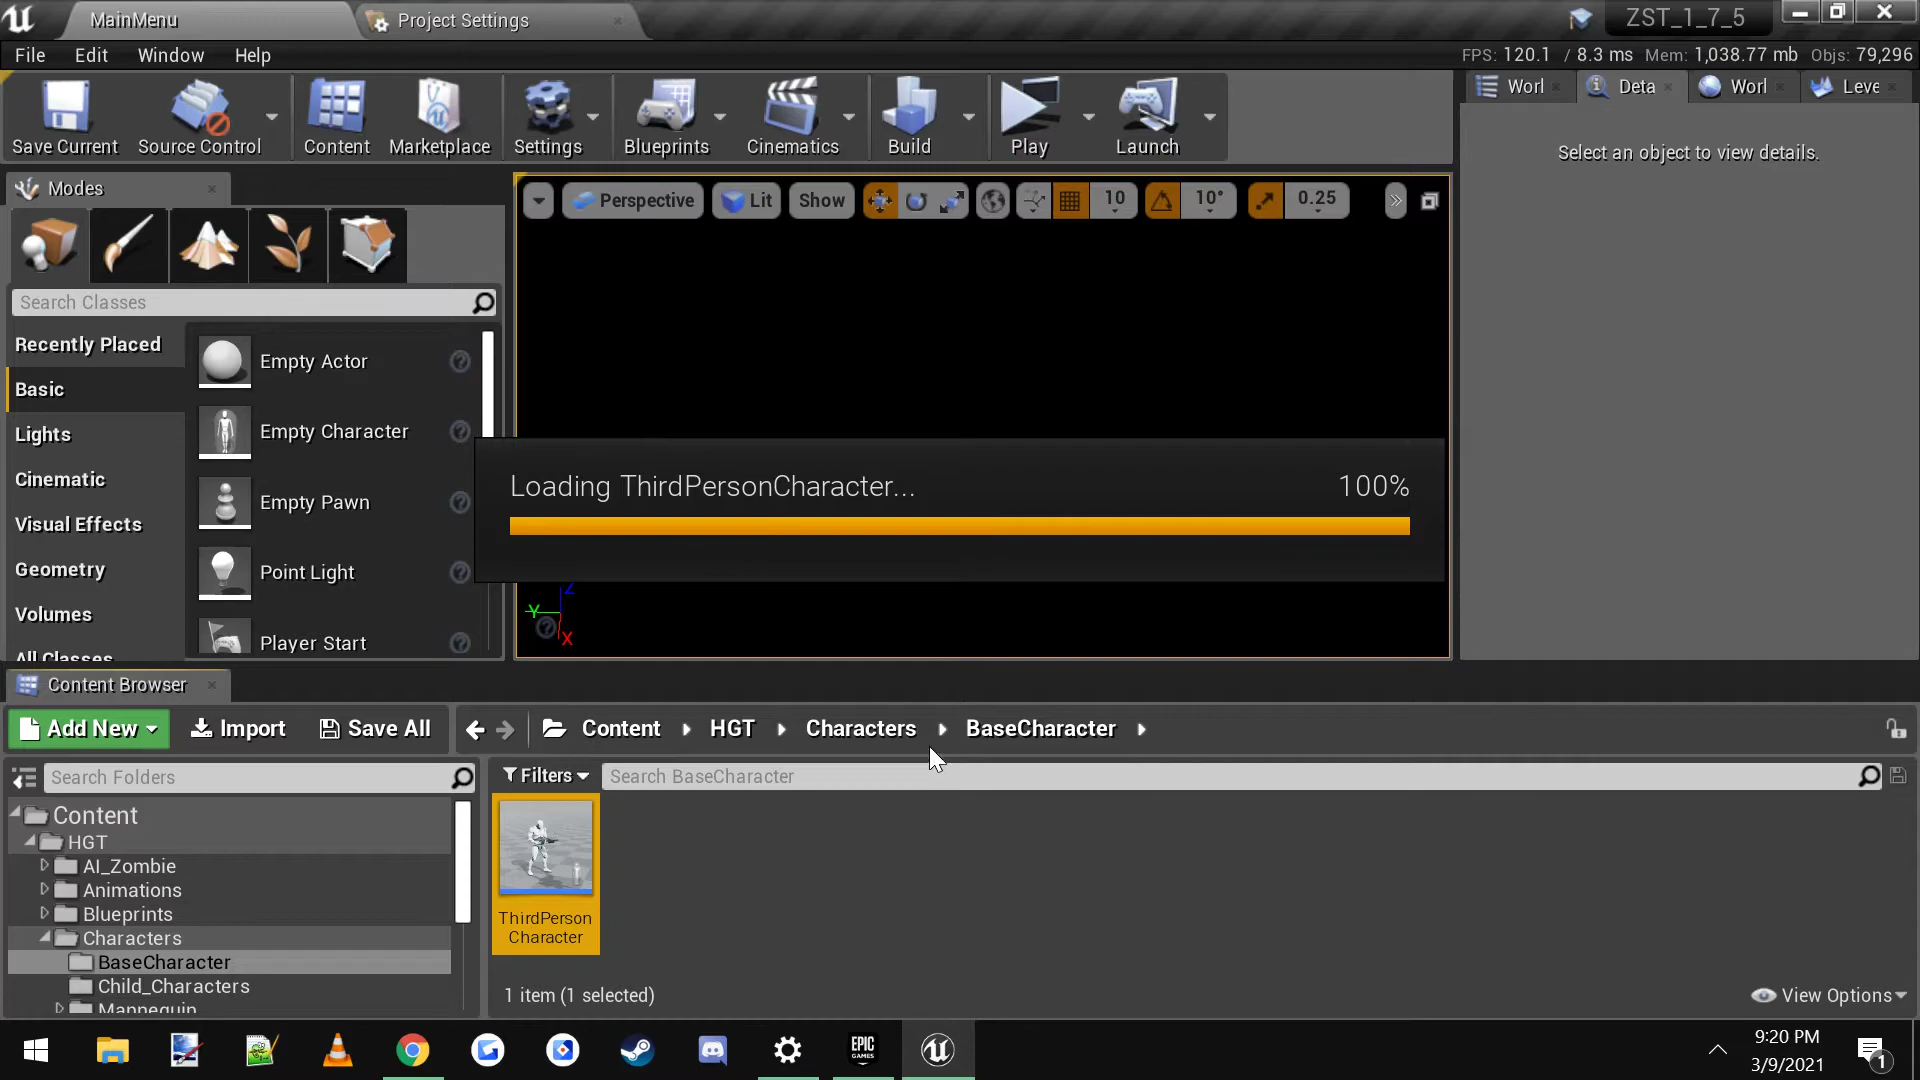 MainMenu
Project Settings
ZST_1_7_5
File Edit Window Help
FPS: 120.1 / 8.3 ms Mem: 1,038.77 mb Objs: 79,296
Save Current
Source Control
Content
Marketplace
Settings
Blueprints
Cinematics
Build
Play
Launch
Worl
Deta
Worl
Leve
Select an object to view details.
Modes
Perspective
Lit
Show
10
10°
0.25
Search Classes
Recently Placed
Basic
Lights
Cinematic
Visual Effects
Geometry
Volumes
All Classes
Empty Actor
Empty Character
Empty Pawn
Point Light
Player Start
Loading ThirdPersonCharacter... 100%
Z
Y
X
Content Browser
Add New
Import
Save All
Content
HGT
Characters
BaseCharacter
Search Folders
Filters
Search BaseCharacter
Content
HGT
AI_Zombie
Animations
Blueprints
Characters
BaseCharacter
Child_Characters
Mannequin
ThirdPerson
Character
1 item (1 selected)
View Options
EPIC
GAMES
9:20 PM
3/9/2021
1